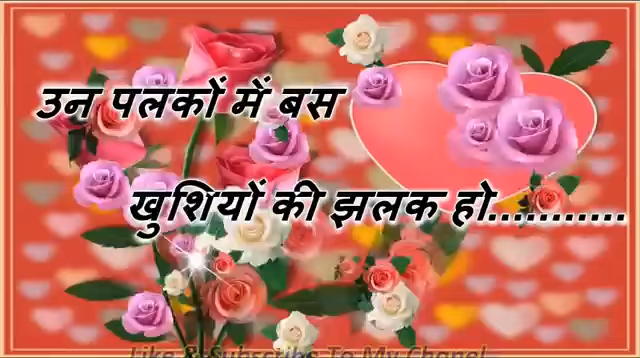 उन पलकों में बस
खुशियों की झलक हो...........
Like & Subscribe To My Chanel